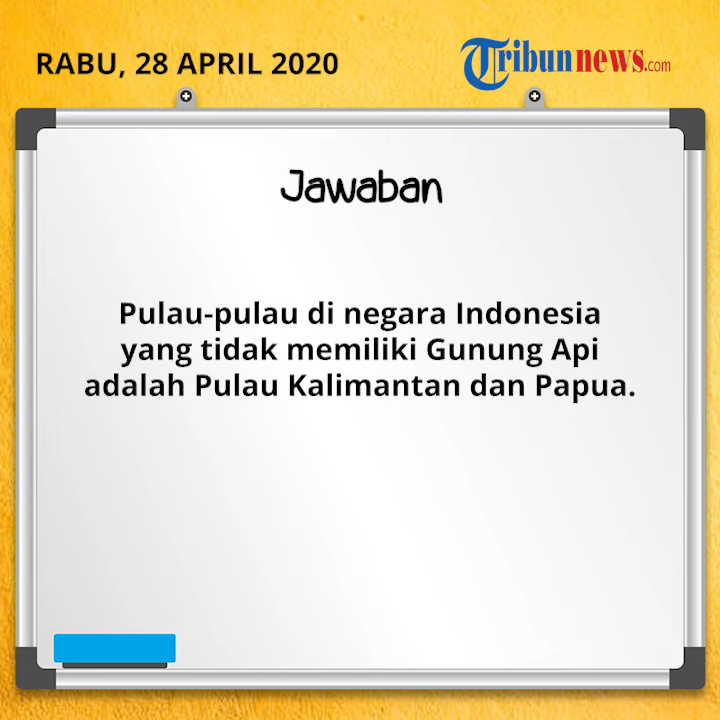 RABU, 28 APRIL 2020
Tribunnews.com
Jawaban
Pulau-pulau di negara Indonesia
yang tidak memiliki Gunung Api
adalah Pulau Kalimantan dan Papua.